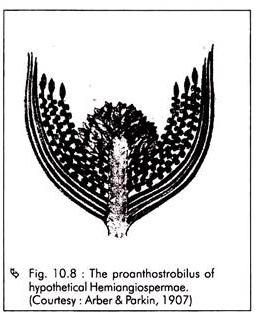 Fig. 10.8 : The proanthostrobilus of
hypothetical Hemiangiospermae.
(Courtesy : Arber & Parkin, 1907)